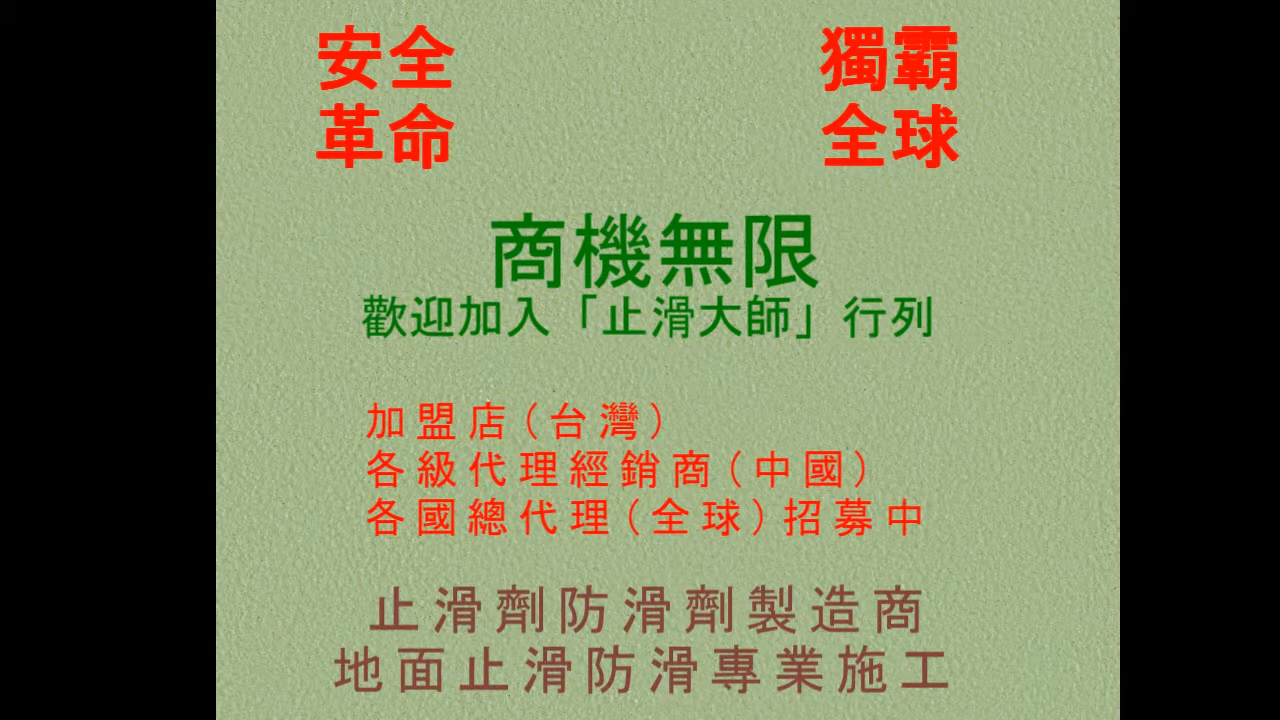 安全 獨霸
革命 全球
商機無限
歡迎加入「止滑大師」行列
加盟店(台灣)
各級代理經銷商(中國)
各國總代理(全球)招募中
止滑劑防滑劑製造商
地面止滑防滑專業施工